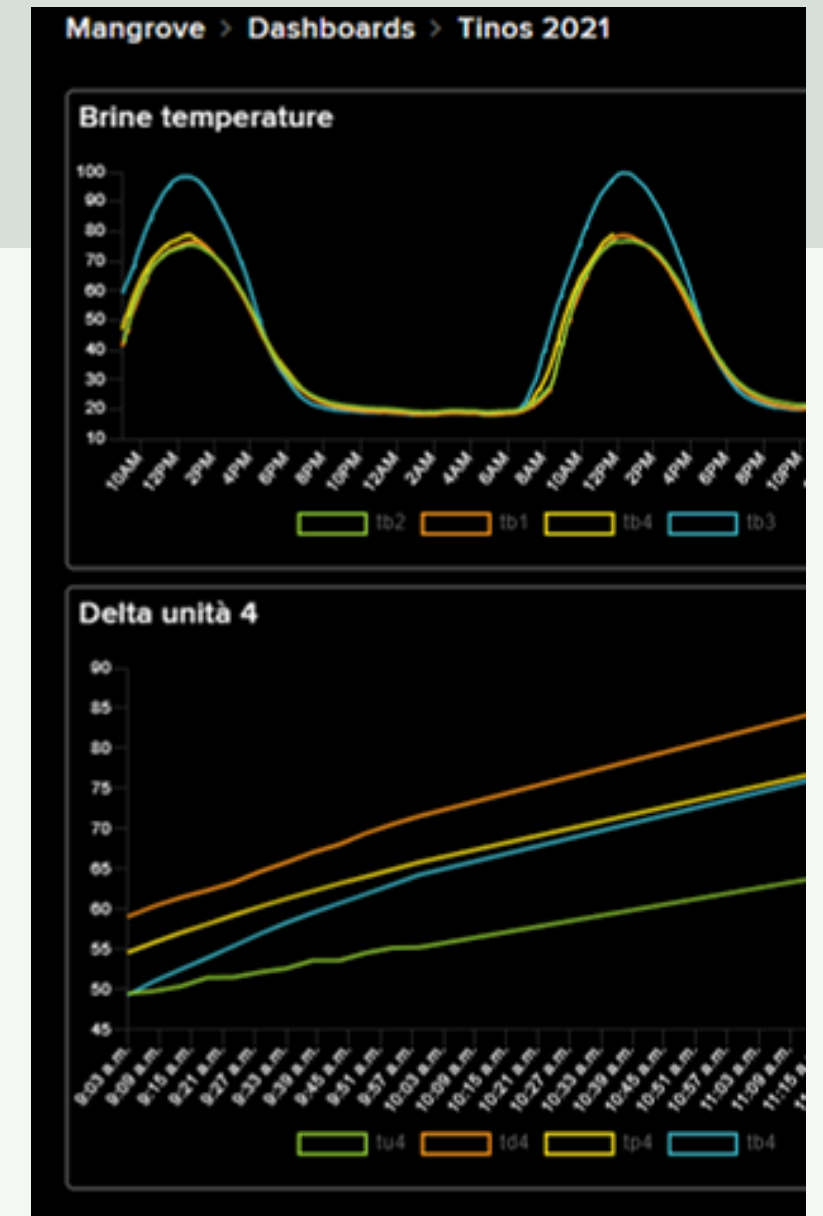 Mangrove > Dashboards > Tinos 2021
Brine temperature
100
90
80
70
60
50
40
30
20
10
10AM 12PM 2PM 4PM 6PM 8PM 10PM 12AM 2AM 4AM 6AM 8AM 10AM 12PM 2PM 4PM 6PM 8PM 10PM
tb2 tb1 tb4 tb3
Delta unità 4
90
85
80
75
70
65
60
55
50
45
9:03 a.m. 9:09 a.m. 9:15 a.m. 9:21 a.m. 9:27 a.m. 9:33 a.m. 9:39 a.m. 9:45 a.m. 9:51 a.m. 9:57 a.m. 10:03 a.m. 10:09 a.m. 10:15 a.m. 10:21 a.m. 10:27 a.m. 10:33 a.m. 10:39 a.m. 10:45 a.m. 10:51 a.m. 10:57 a.m. 11:03 a.m. 11:09 a.m. 11:15 a
tu4 td4 tp4 tb4